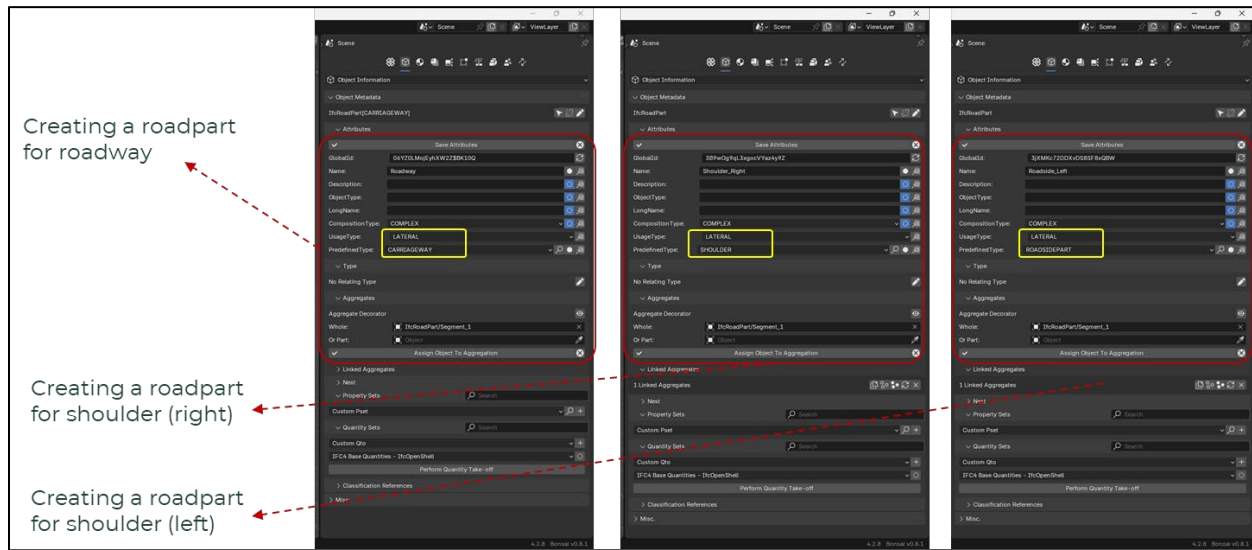 Creating a roadpart
for roadway
Creating a roadpart
for shoulder (right)
Creating a roadpart
for shoulder (left)
Scene
ViewLayer
Scene
Object Information
Object Metadata
IfcRoadPart[CARRIAGEWAY]
Attributes
Save Attributes
GlobalId:
Name: Roadway
Description:
ObjectType:
LongName:
CompositionType: COMPLEX
UsageType: LATERAL
PredefinedType: CARRIAGEWAY
Type
No Relating Type
Aggregates
Aggregate Decorator
Whole: IfcRoadPart/Segment_1
Or Part: Object
Assign Object To Aggregation
Linked Aggregates
Nest
Property Sets Search
Custom Pset
Quantity Sets Search
Custom Qto
IFC4 Base Quantities - IfcOpenShell
Perform Quantity Take-off
Classification References
Misc.
4.2.8 Bonsai v0.8.1
Scene
ViewLayer
Scene
Object Information
Object Metadata
IfcRoadPart
Attributes
Save Attributes
GlobalId:
Name: Shoulder_Right
Description:
ObjectType:
LongName:
CompositionType: COMPLEX
UsageType: LATERAL
PredefinedType: SHOULDER
Type
No Relating Type
Aggregates
Aggregate Decorator
Whole: IfcRoadPart/Segment_1
Or Part: Object
Assign Object To Aggregation
Linked Aggregates
1 Linked Aggregates
Nest
Property Sets Search
Custom Pset
Quantity Sets Search
Custom Qto
IFC4 Base Quantities - IfcOpenShell
Perform Quantity Take-off
Classification References
Misc.
4.2.8 Bonsai v0.8.1
Scene
ViewLayer
Scene
Object Information
Object Metadata
IfcRoadPart
Attributes
Save Attributes
GlobalId:
Name: Roadside_Left
Description:
ObjectType:
LongName:
CompositionType: COMPLEX
UsageType: LATERAL
PredefinedType: ROADSIDEPART
Type
No Relating Type
Aggregates
Aggregate Decorator
Whole: IfcRoadPart/Segment_1
Or Part: Object
Assign Object To Aggregation
Linked Aggregates
1 Linked Aggregates
Nest
Property Sets Search
Custom Pset
Quantity Sets Search
Custom Qto
IFC4 Base Quantities - IfcOpenShell
Perform Quantity Take-off
Classification References
Misc.
4.2.8 Bonsai v0.8.1